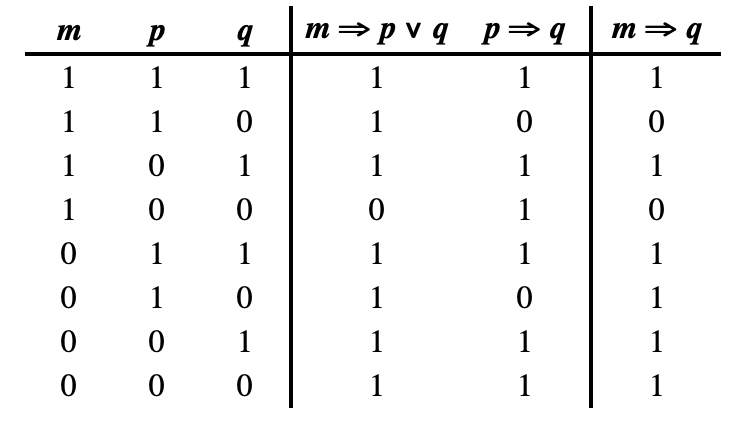 m p q m ⇒ p ∨ q p ⇒ q m ⇒ q
1 1 1 1 1 1
1 1 0 1 0 0
1 0 1 1 1 1
1 0 0 0 1 0
0 1 1 1 1 1
0 1 0 1 0 1
0 0 1 1 1 1
0 0 0 1 1 1